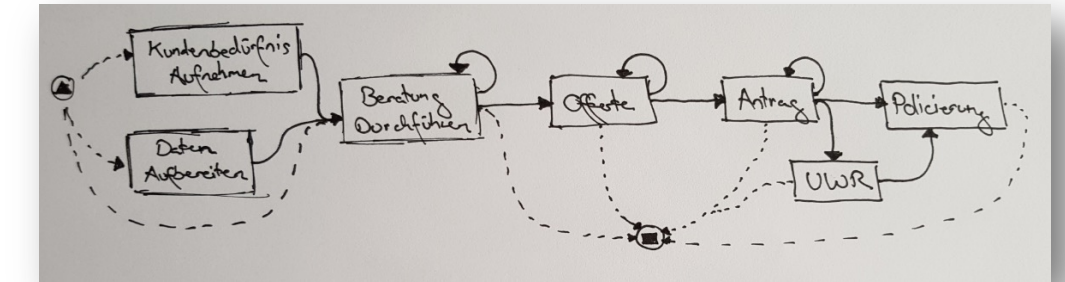 Kundenbedürfnis
Aufnehmen
Daten
Aufbereiten
Beratung
Durchführen
Offerte
Antrag
Policierung
UWR